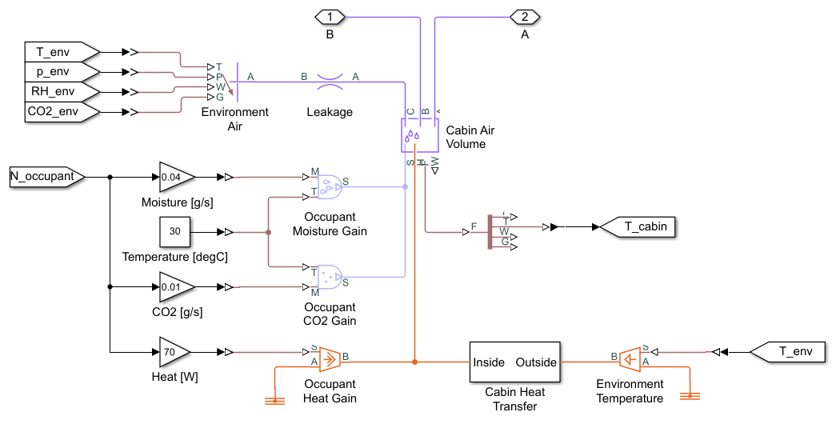 1
B
2
A
T_env
p_env
RH_env
CO2_env
T
P
W
G
A
B
A
C
B
Environment
Air
Leakage
Cabin Air
Volume
S
H
F
W
N_occupant
0.04
M
T
S
Moisture [g/s]
Occupant
Moisture Gain
30
Temperature [degC]
F
T
W
G
T_cabin
T
M
S
0.01
CO2 [g/s]
Occupant
CO2 Gain
70
Heat [W]
S
A
B
Occupant
Heat Gain
Inside
Outside
Cabin Heat
Transfer
B
S
A
Environment
Temperature
T_env